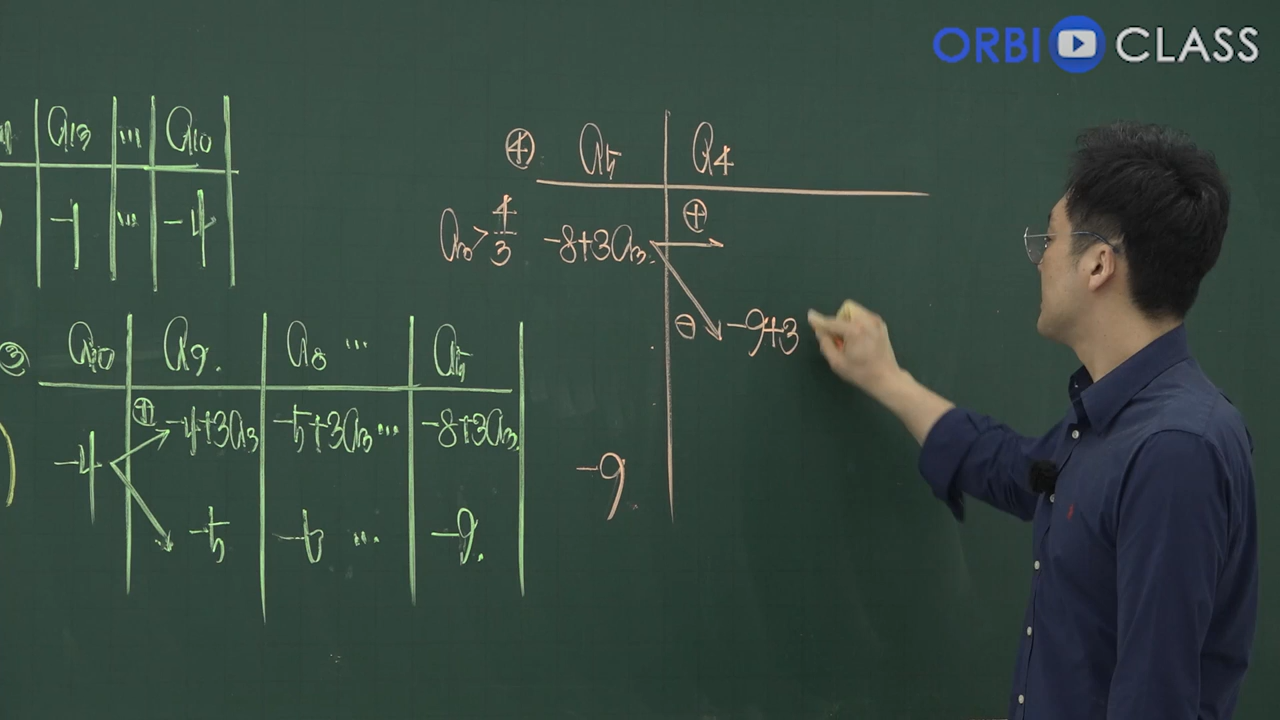 ORBI CLASS
a₁₃ ... a₁₀
-1 ... -4
③ a₁₀ a₉. a₈ ... a₅
-4 ⊕ -4+3a₃ -5+3a₃ ... -8+3a₃
-5 -6 ... -9.
④ a₅ a₄
a₃>4/3 -8+3a₃. ⊕
⊖ -9+3
-9.